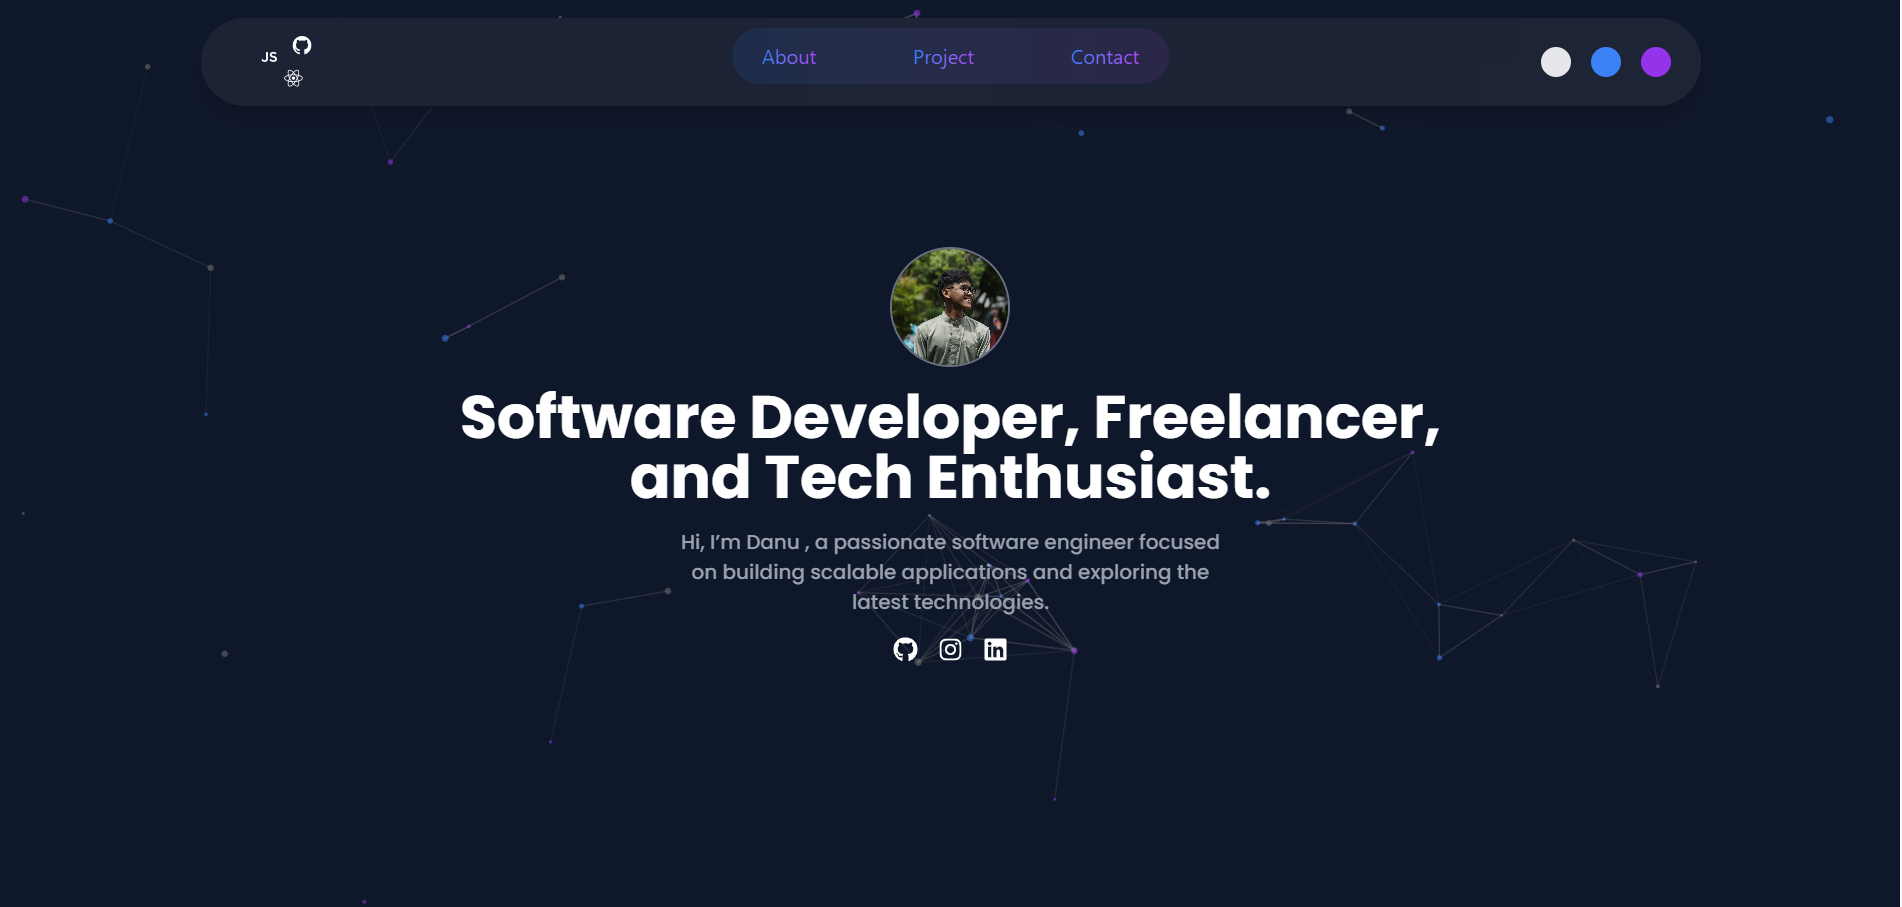 JS
About
Project
Contact
Software Developer, Freelancer,
and Tech Enthusiast.
Hi, I’m Danu , a passionate software engineer focused
on building scalable applications and exploring the
latest technologies.